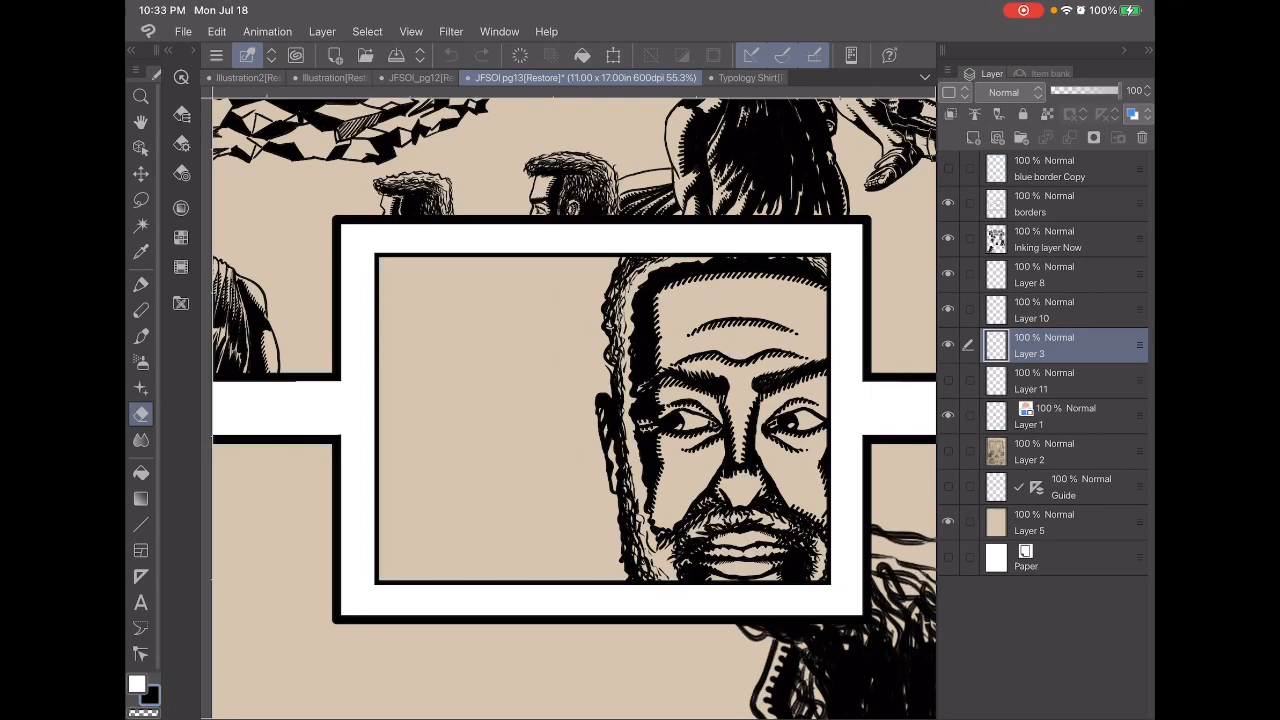 10:33 PM Mon Jul 18
100%
File Edit Animation Layer Select View Filter Window Help
Illustration2[Res Illustration[Rest JFSOI_pg12[Re JFSOI pg13[Restore]* (11.00 x 17.00in 600dpi 55.3%) Typology Shirt[
Layer Item bank
Normal 100
100 % Normal
blue border Copy
100 % Normal
borders
100 % Normal
Inking layer Now
100 % Normal
Layer 8
100 % Normal
Layer 10
100 % Normal
Layer 3
100 % Normal
Layer 11
100 % Normal
Layer 1
100 % Normal
Layer 2
100 % Normal
Guide
100 % Normal
Layer 5
Paper